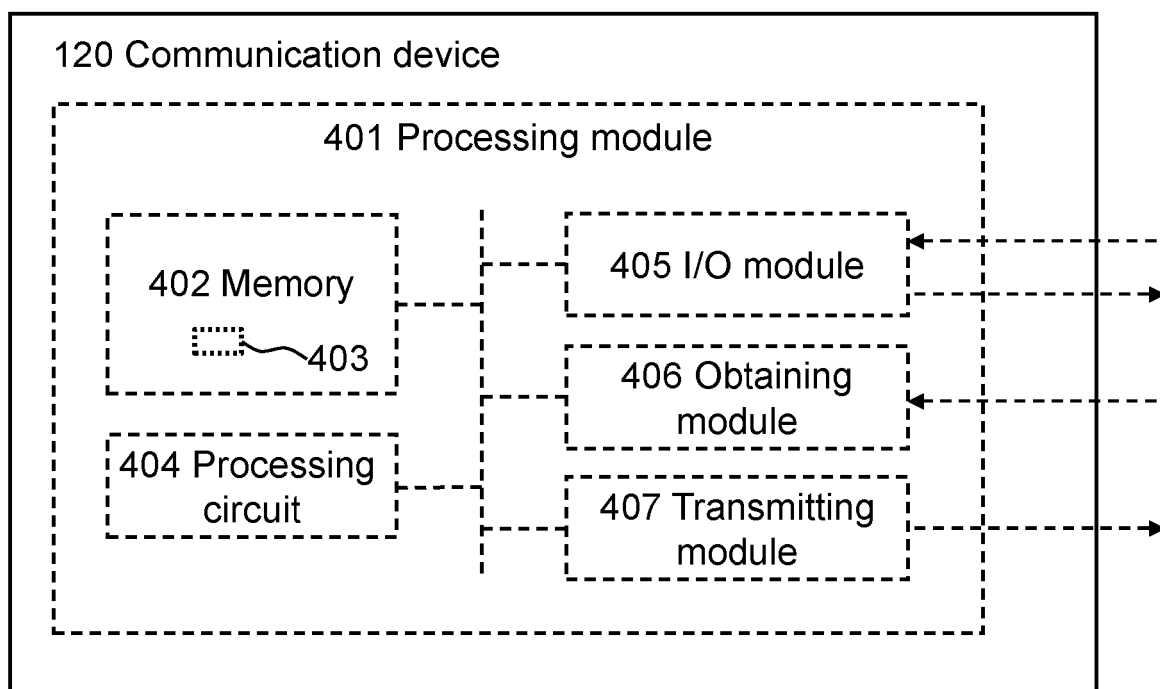 120 Communication device
401 Processing module
402 Memory
403
404 Processing
circuit
405 I/O module
406 Obtaining
module
407 Transmitting
module